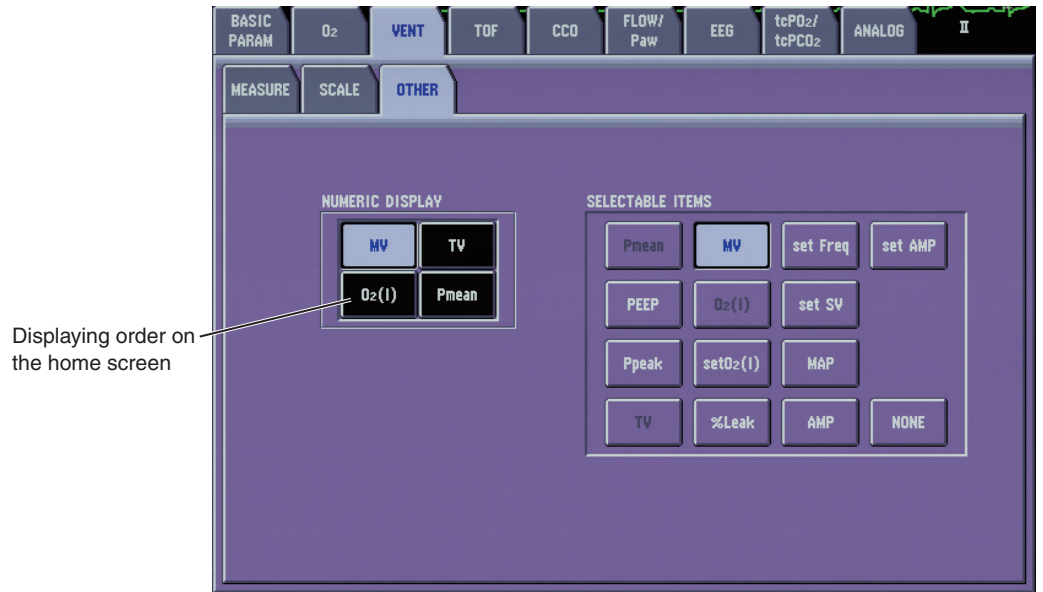 BASIC PARAM
O2
VENT
TOF
CCO
FLOW/ Paw
EEG
tcPO2/ tcPCO2
ANALOG
II
MEASURE
SCALE
OTHER
NUMERIC DISPLAY
MV
TV
O2(I)
Pmean
SELECTABLE ITEMS
Pmean
MV
set Freq
set AMP
PEEP
O2(I)
set SV
Ppeak
setO2(I)
MAP
TV
%Leak
AMP
NONE
Displaying order on
the home screen